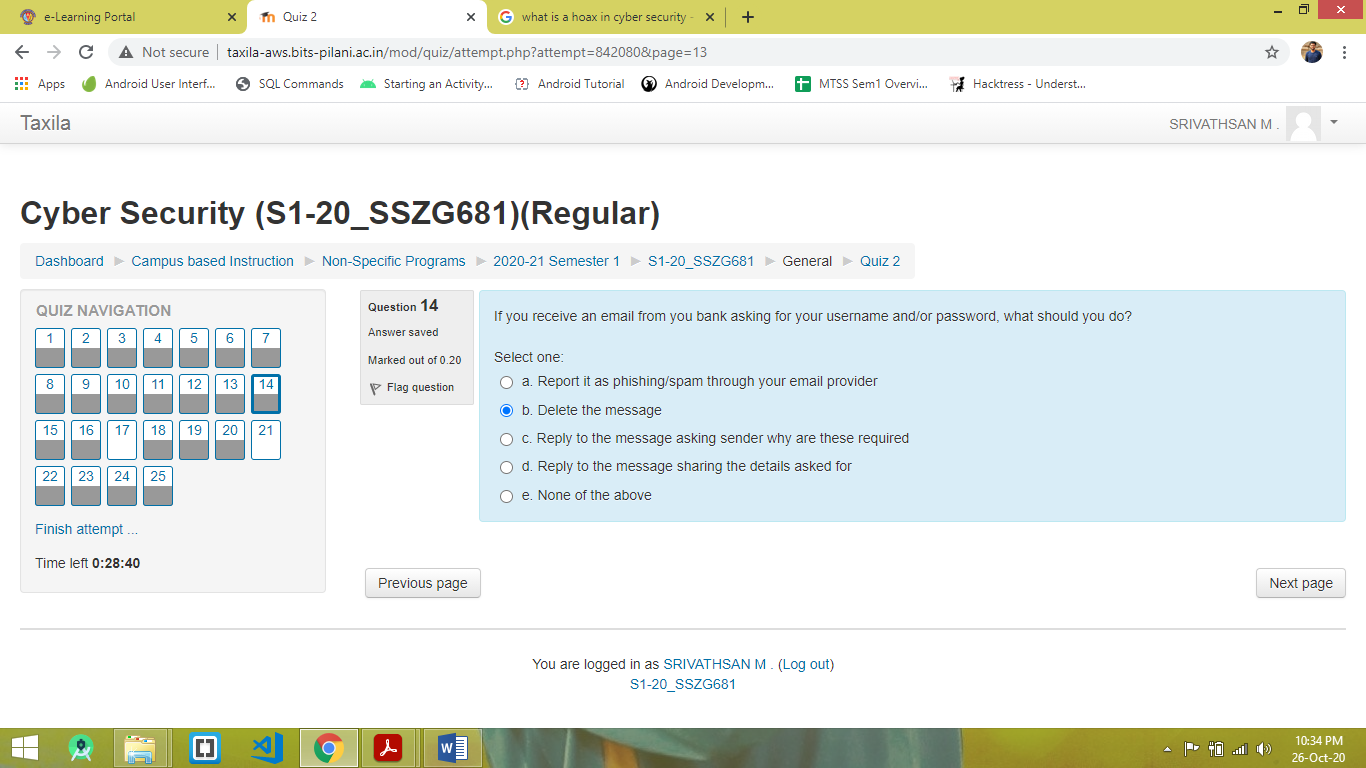 e-Learning Portal
Quiz 2
what is a hoax in cyber security -
Not secure
taxila-aws.bits-pilani.ac.in/mod/quiz/attempt.php?attempt=842080&page=13
Apps
Android User Interf...
SQL Commands
Starting an Activity...
Android Tutorial
Android Developm...
MTSS Sem1 Overvi...
Hacktress - Underst...
Taxila
SRIVATHSAN M .
Cyber Security (S1-20_SSZG681)(Regular)
Dashboard ► Campus based Instruction ► Non-Specific Programs ► 2020-21 Semester 1 ► S1-20_SSZG681 ► General ► Quiz 2
QUIZ NAVIGATION
1 2 3 4 5 6 7
8 9 10 11 12 13 14
15 16 17 18 19 20 21
22 23 24 25
Finish attempt ...
Time left 0:28:40
Question 14
Answer saved
Marked out of 0.20
Flag question
If you receive an email from you bank asking for your username and/or password, what should you do?
Select one:
a. Report it as phishing/spam through your email provider
b. Delete the message
c. Reply to the message asking sender why are these required
d. Reply to the message sharing the details asked for
e. None of the above
Previous page
Next page
You are logged in as SRIVATHSAN M . (Log out)
S1-20_SSZG681
10:34 PM
26-Oct-20